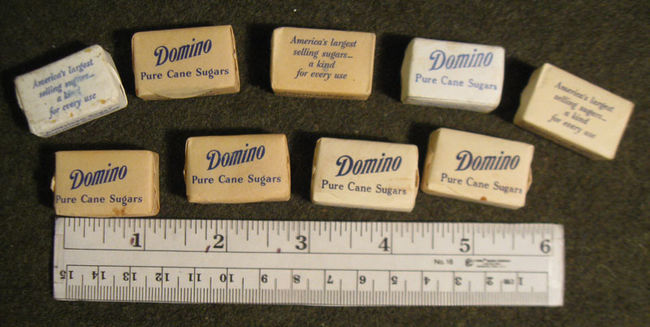 America's largest
selling sugars...
a kind
for every use
Domino
Pure Cane Sugars
America's largest
selling sugars...
a kind
for every use
Domino
Pure Cane Sugars
America's largest
selling sugars...
a kind
for every use
Domino
Pure Cane Sugars
Domino
Pure Cane Sugars
Domino
Pure Cane Sugars
Domino
Pure Cane Sugars
1 2 3 4 5 6
No. 18
15 14 13 12 11 10 9 8 7 6 5 4 3 2 1 cm